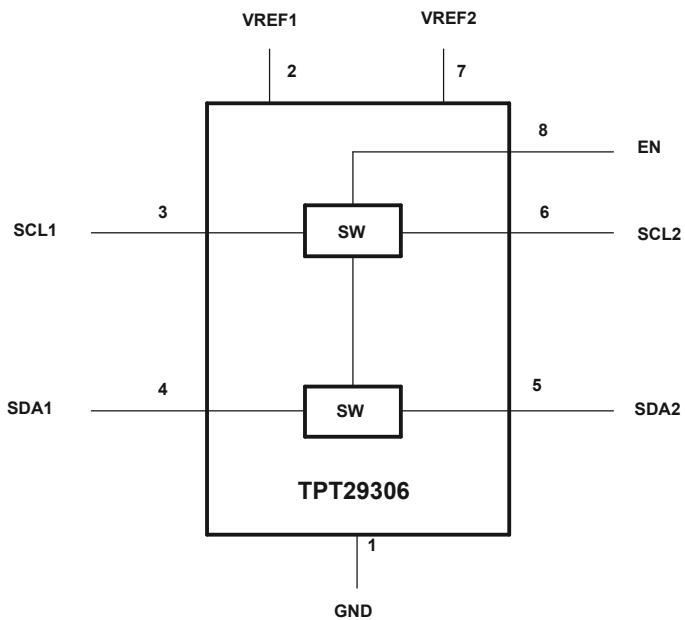 VREF1 VREF2
2 7
8 EN
SCL1 3 SW 6 SCL2
SDA1 4 SW 5 SDA2
TPT29306
1
GND